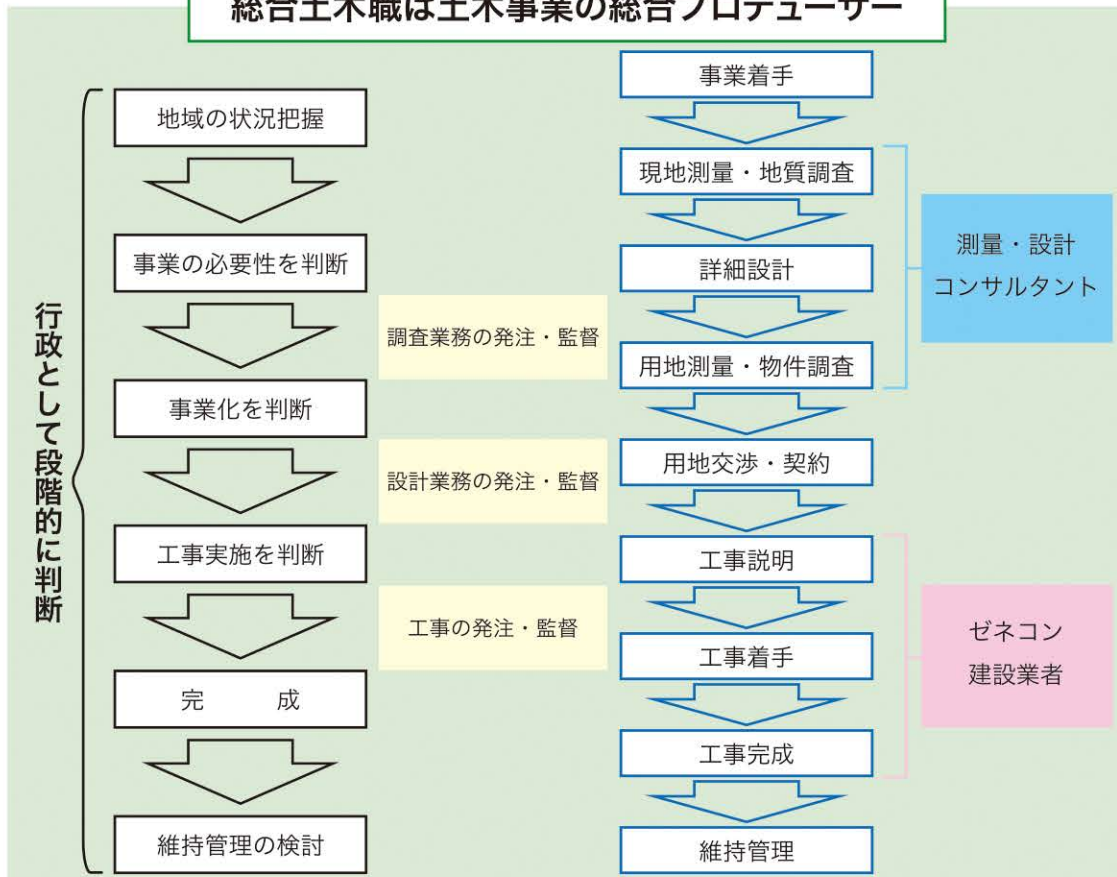 総合土木職は土木事業の総合プロデューサー
行政として段階的に判断
地域の状況把握
事業の必要性を判断
事業化を判断
工事実施を判断
完　成
維持管理の検討
調査業務の発注・監督
設計業務の発注・監督
工事の発注・監督
事業着手
現地測量・地質調査
詳細設計
用地測量・物件調査
用地交渉・契約
工事説明
工事着手
工事完成
維持管理
測量・設計
コンサルタント
ゼネコン
建設業者